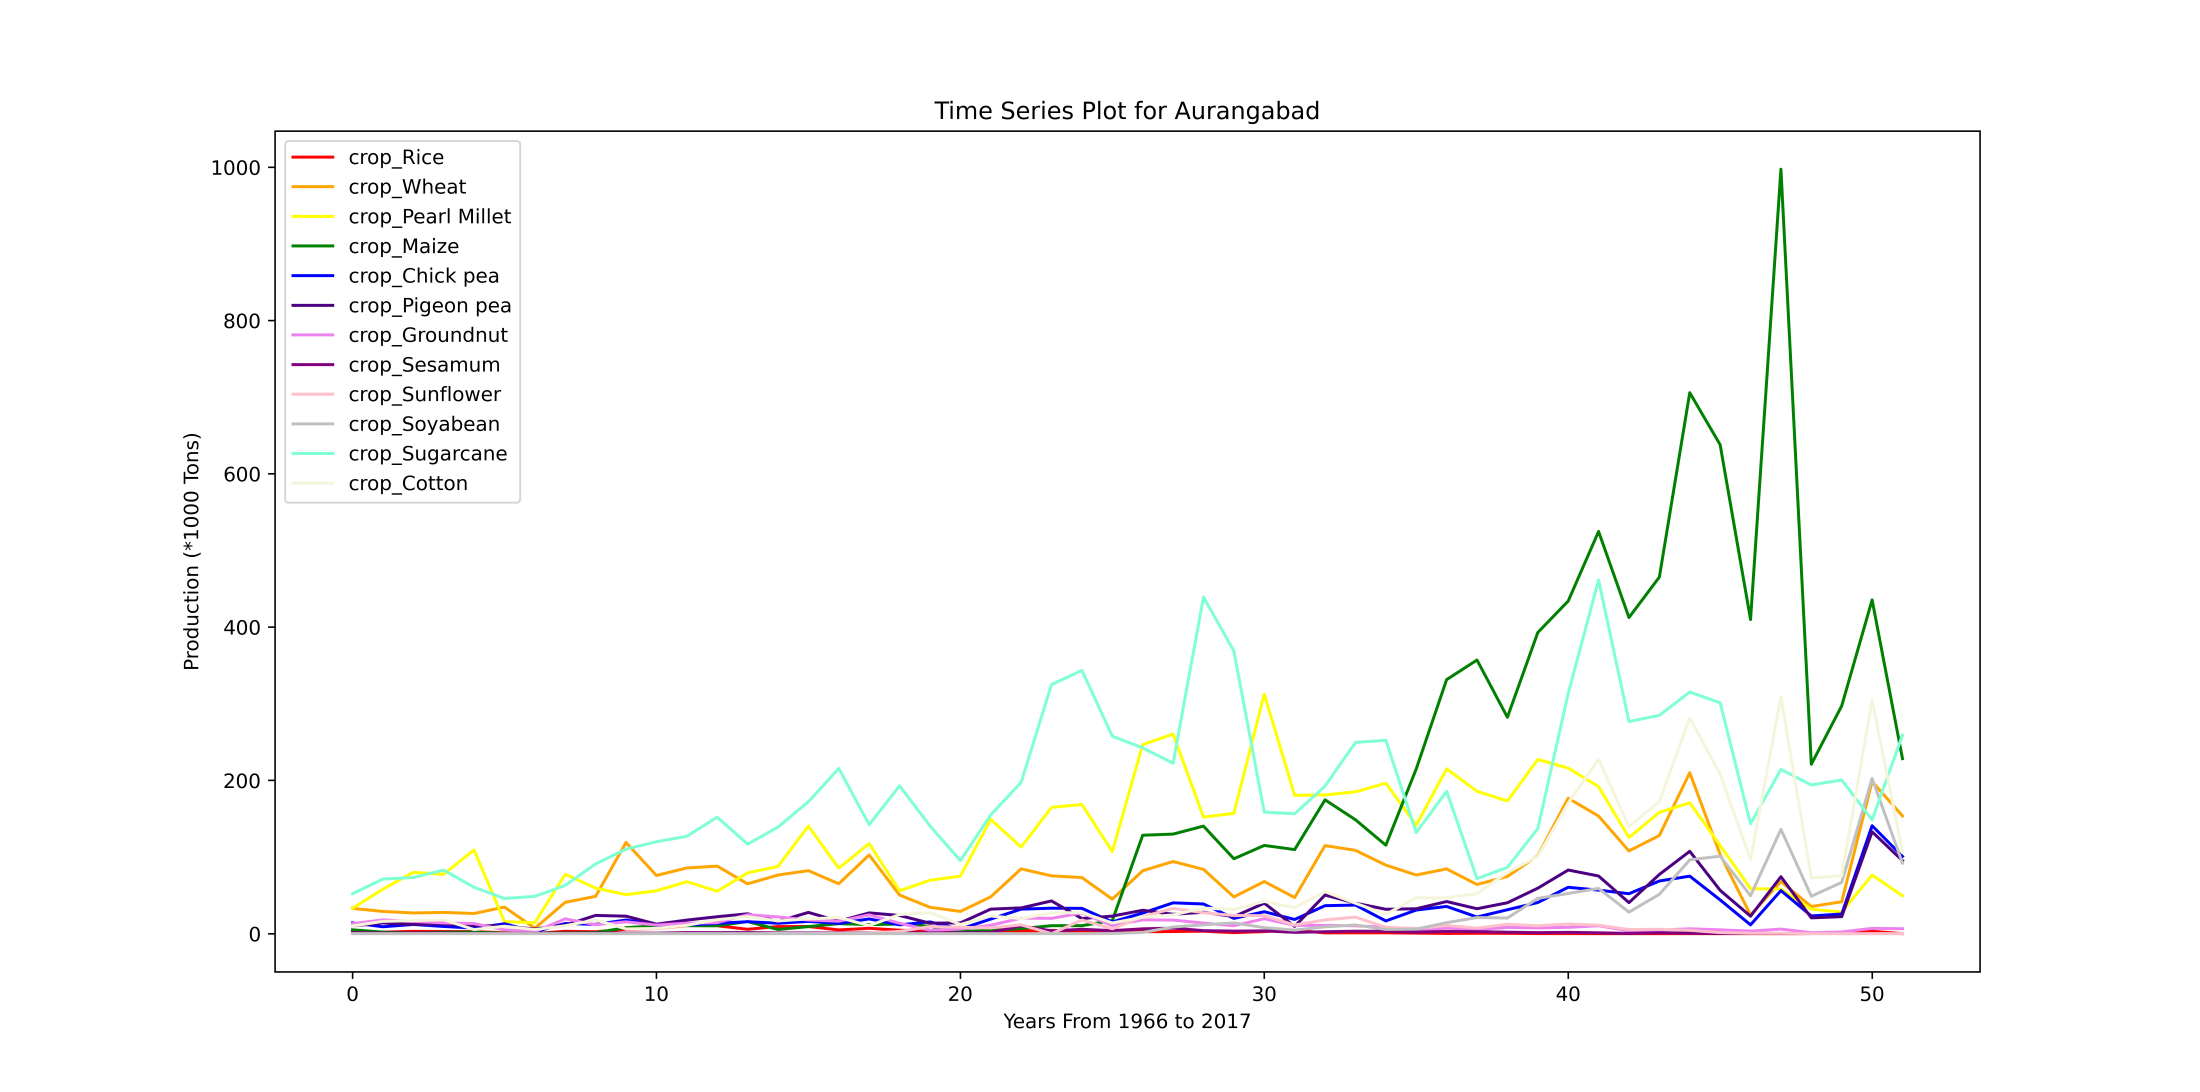 Time Series Plot for Aurangabad
Production (*1000 Tons)
1000
800
600
400
200
0
crop_Rice
crop_Wheat
crop_Pearl Millet
crop_Maize
crop_Chick pea
crop_Pigeon pea
crop_Groundnut
crop_Sesamum
crop_Sunflower
crop_Soyabean
crop_Sugarcane
crop_Cotton
0 10 20 30 40 50
Years From 1966 to 2017